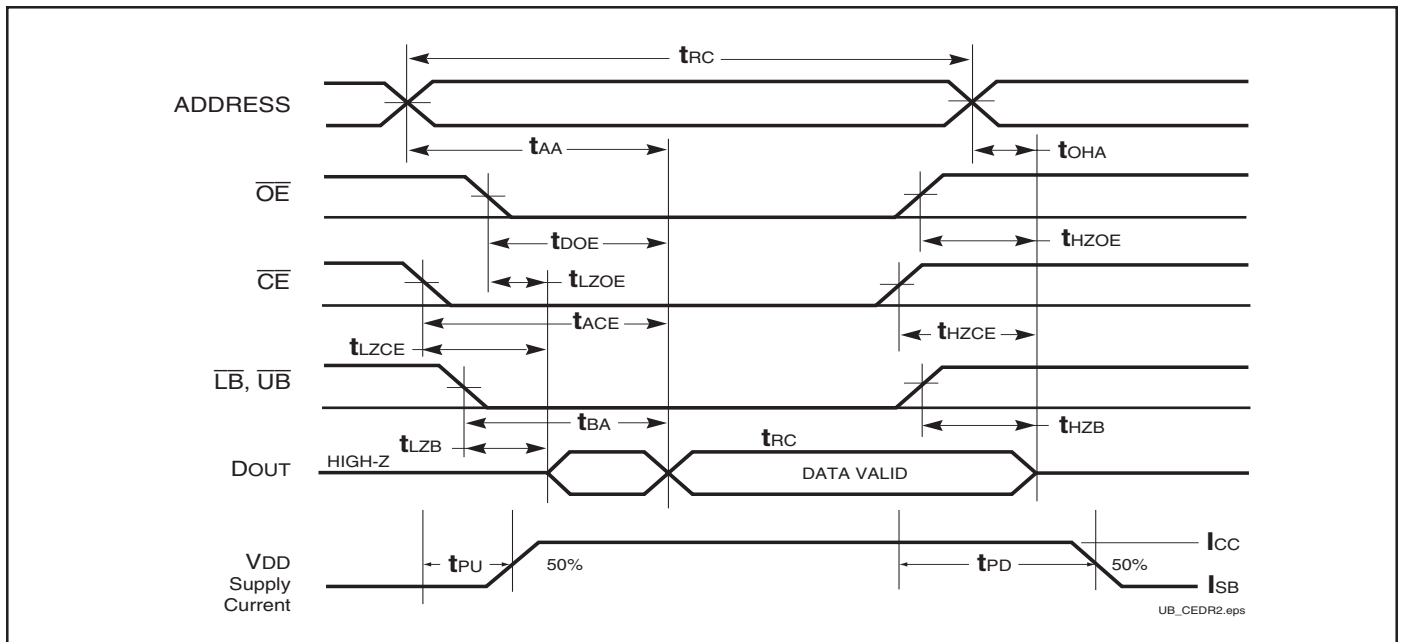 tRC
ADDRESS
tAA
tOHA
OE
tDOE
tHZOE
CE
tLZOE
tACE
tHZCE
tLZCE
LB, UB
tBA
tHZB
tLZB
tRC
DOUT
HIGH-Z
DATA VALID
ICC
VDD
Supply
Current
tPU
50%
tPD
50%
ISB
UB_CEDR2.eps